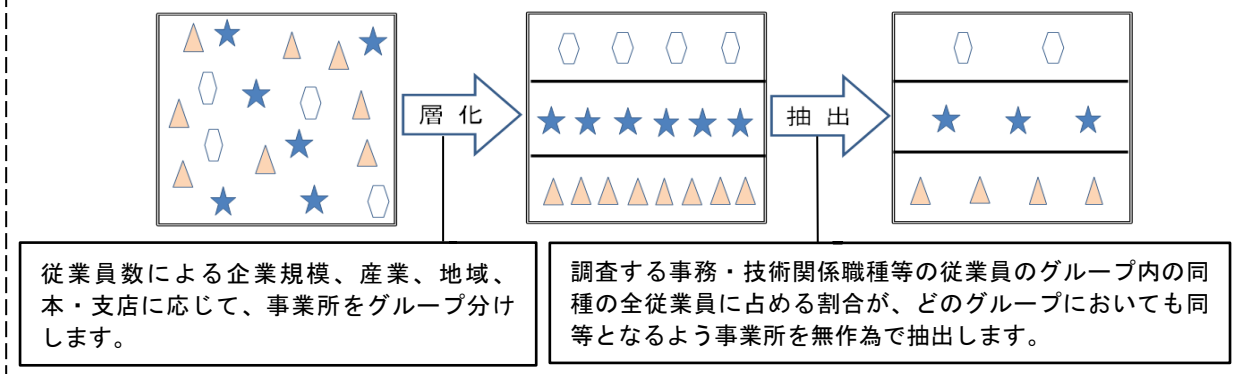 層化
抽出
従業員数による企業規模、産業、地域、
本・支店に応じて、事業所をグループ分け
します。
調査する事務・技術関係職種等の従業員のグループ内の同
種の全従業員に占める割合が、どのグループにおいても同
等となるよう事業所を無作為で抽出します。